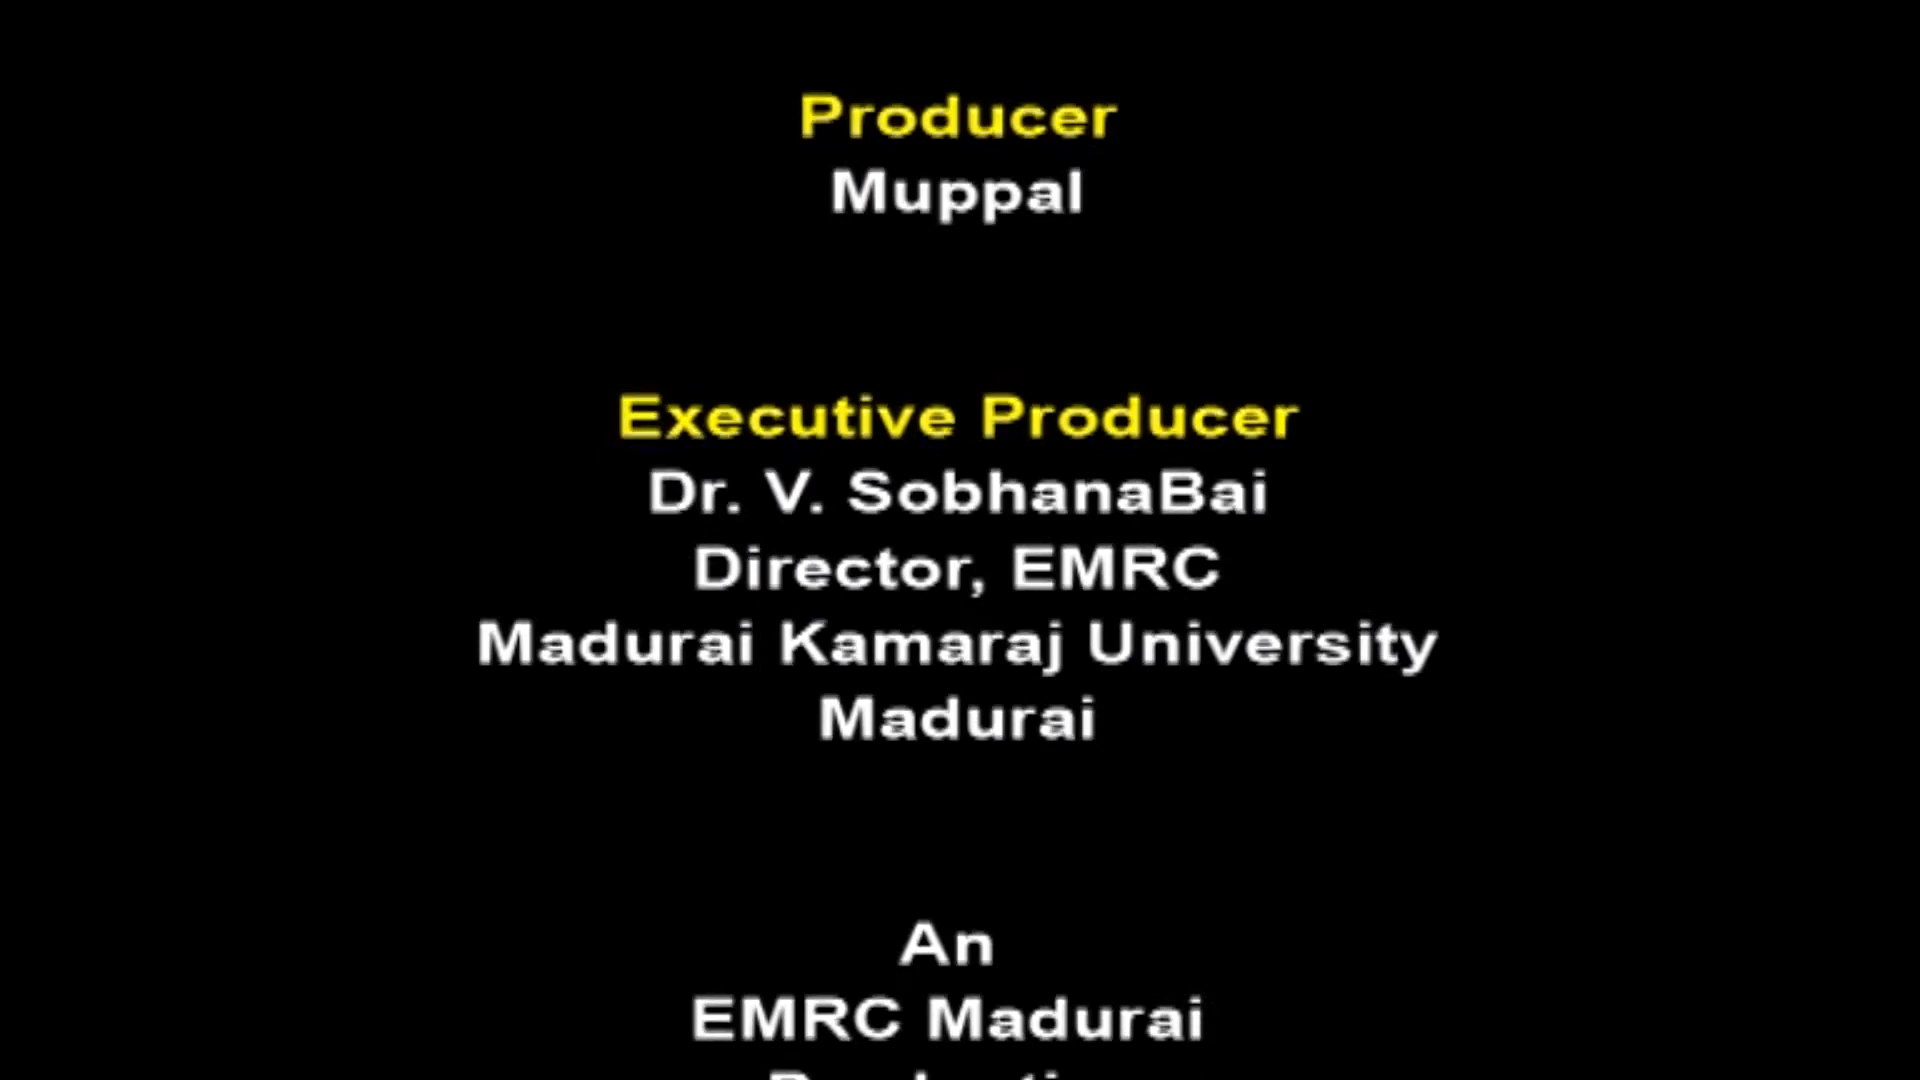 Producer
Muppal
Executive Producer
Dr. V. SobhanaBai
Director, EMRC
Madurai Kamaraj University
Madurai
An
EMRC Madurai